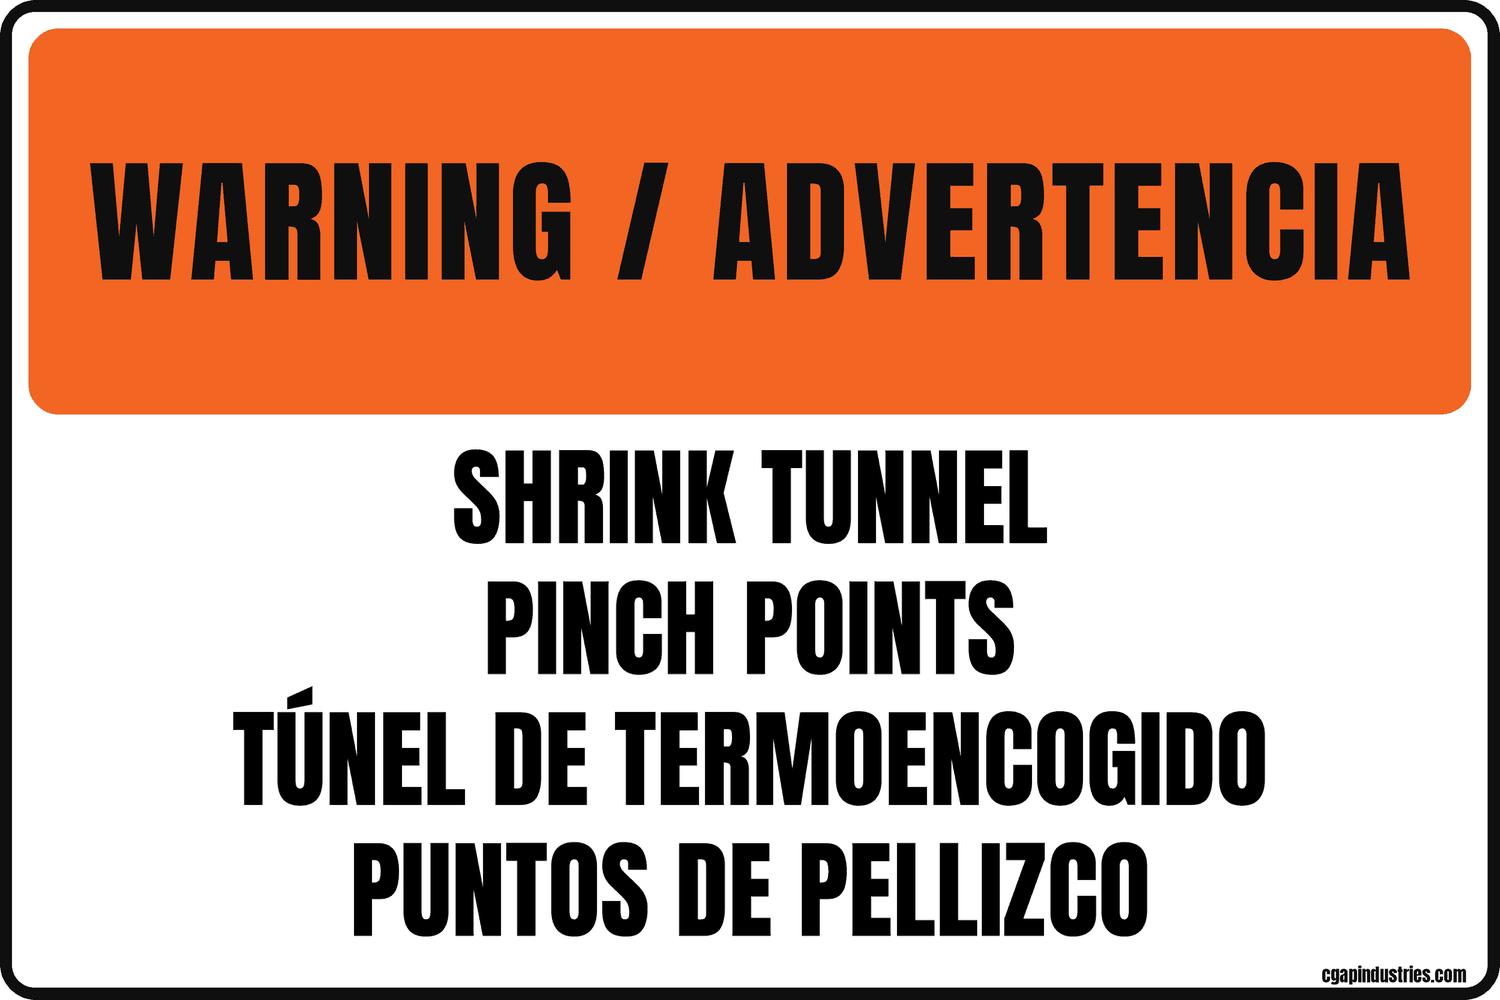 WARNING / ADVERTENCIA
SHRINK TUNNEL
PINCH POINTS
TÚNEL DE TERMOENCOGIDO
PUNTOS DE PELLIZCO
cgapindustries.com